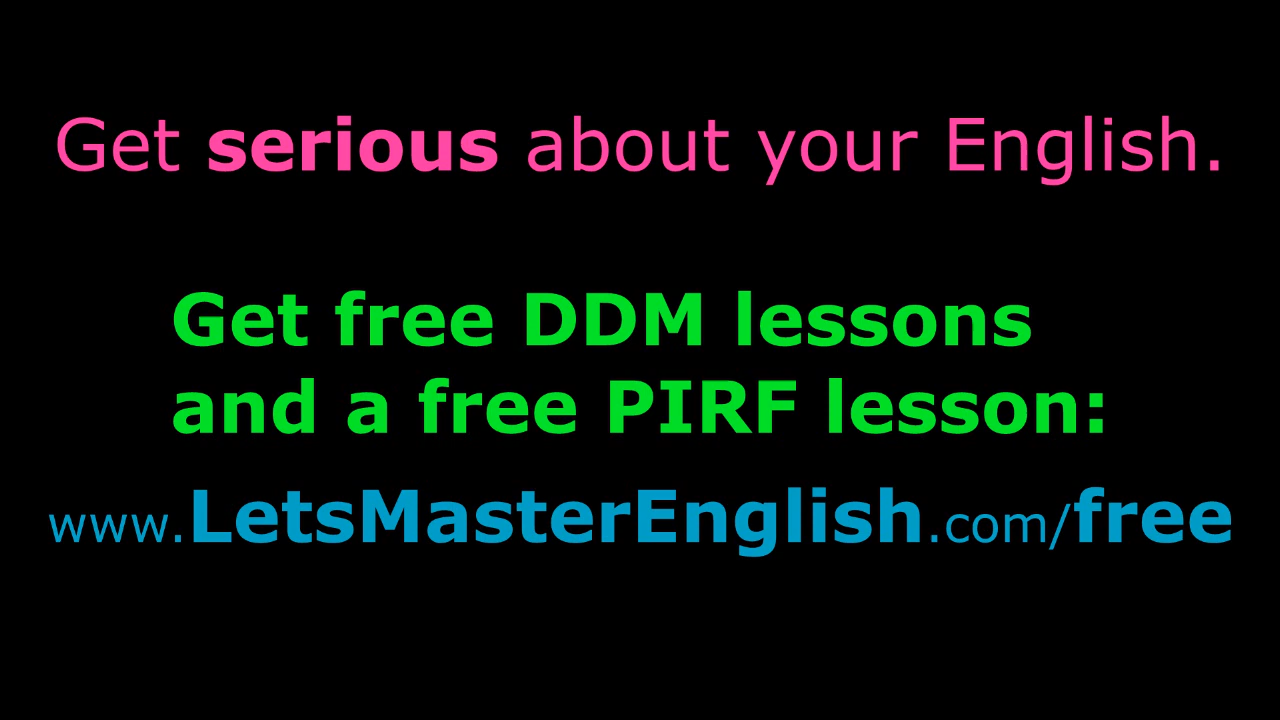 Get serious about your English.
Get free DDM lessons
and a free PIRF lesson:
www.LetsMasterEnglish.com/free